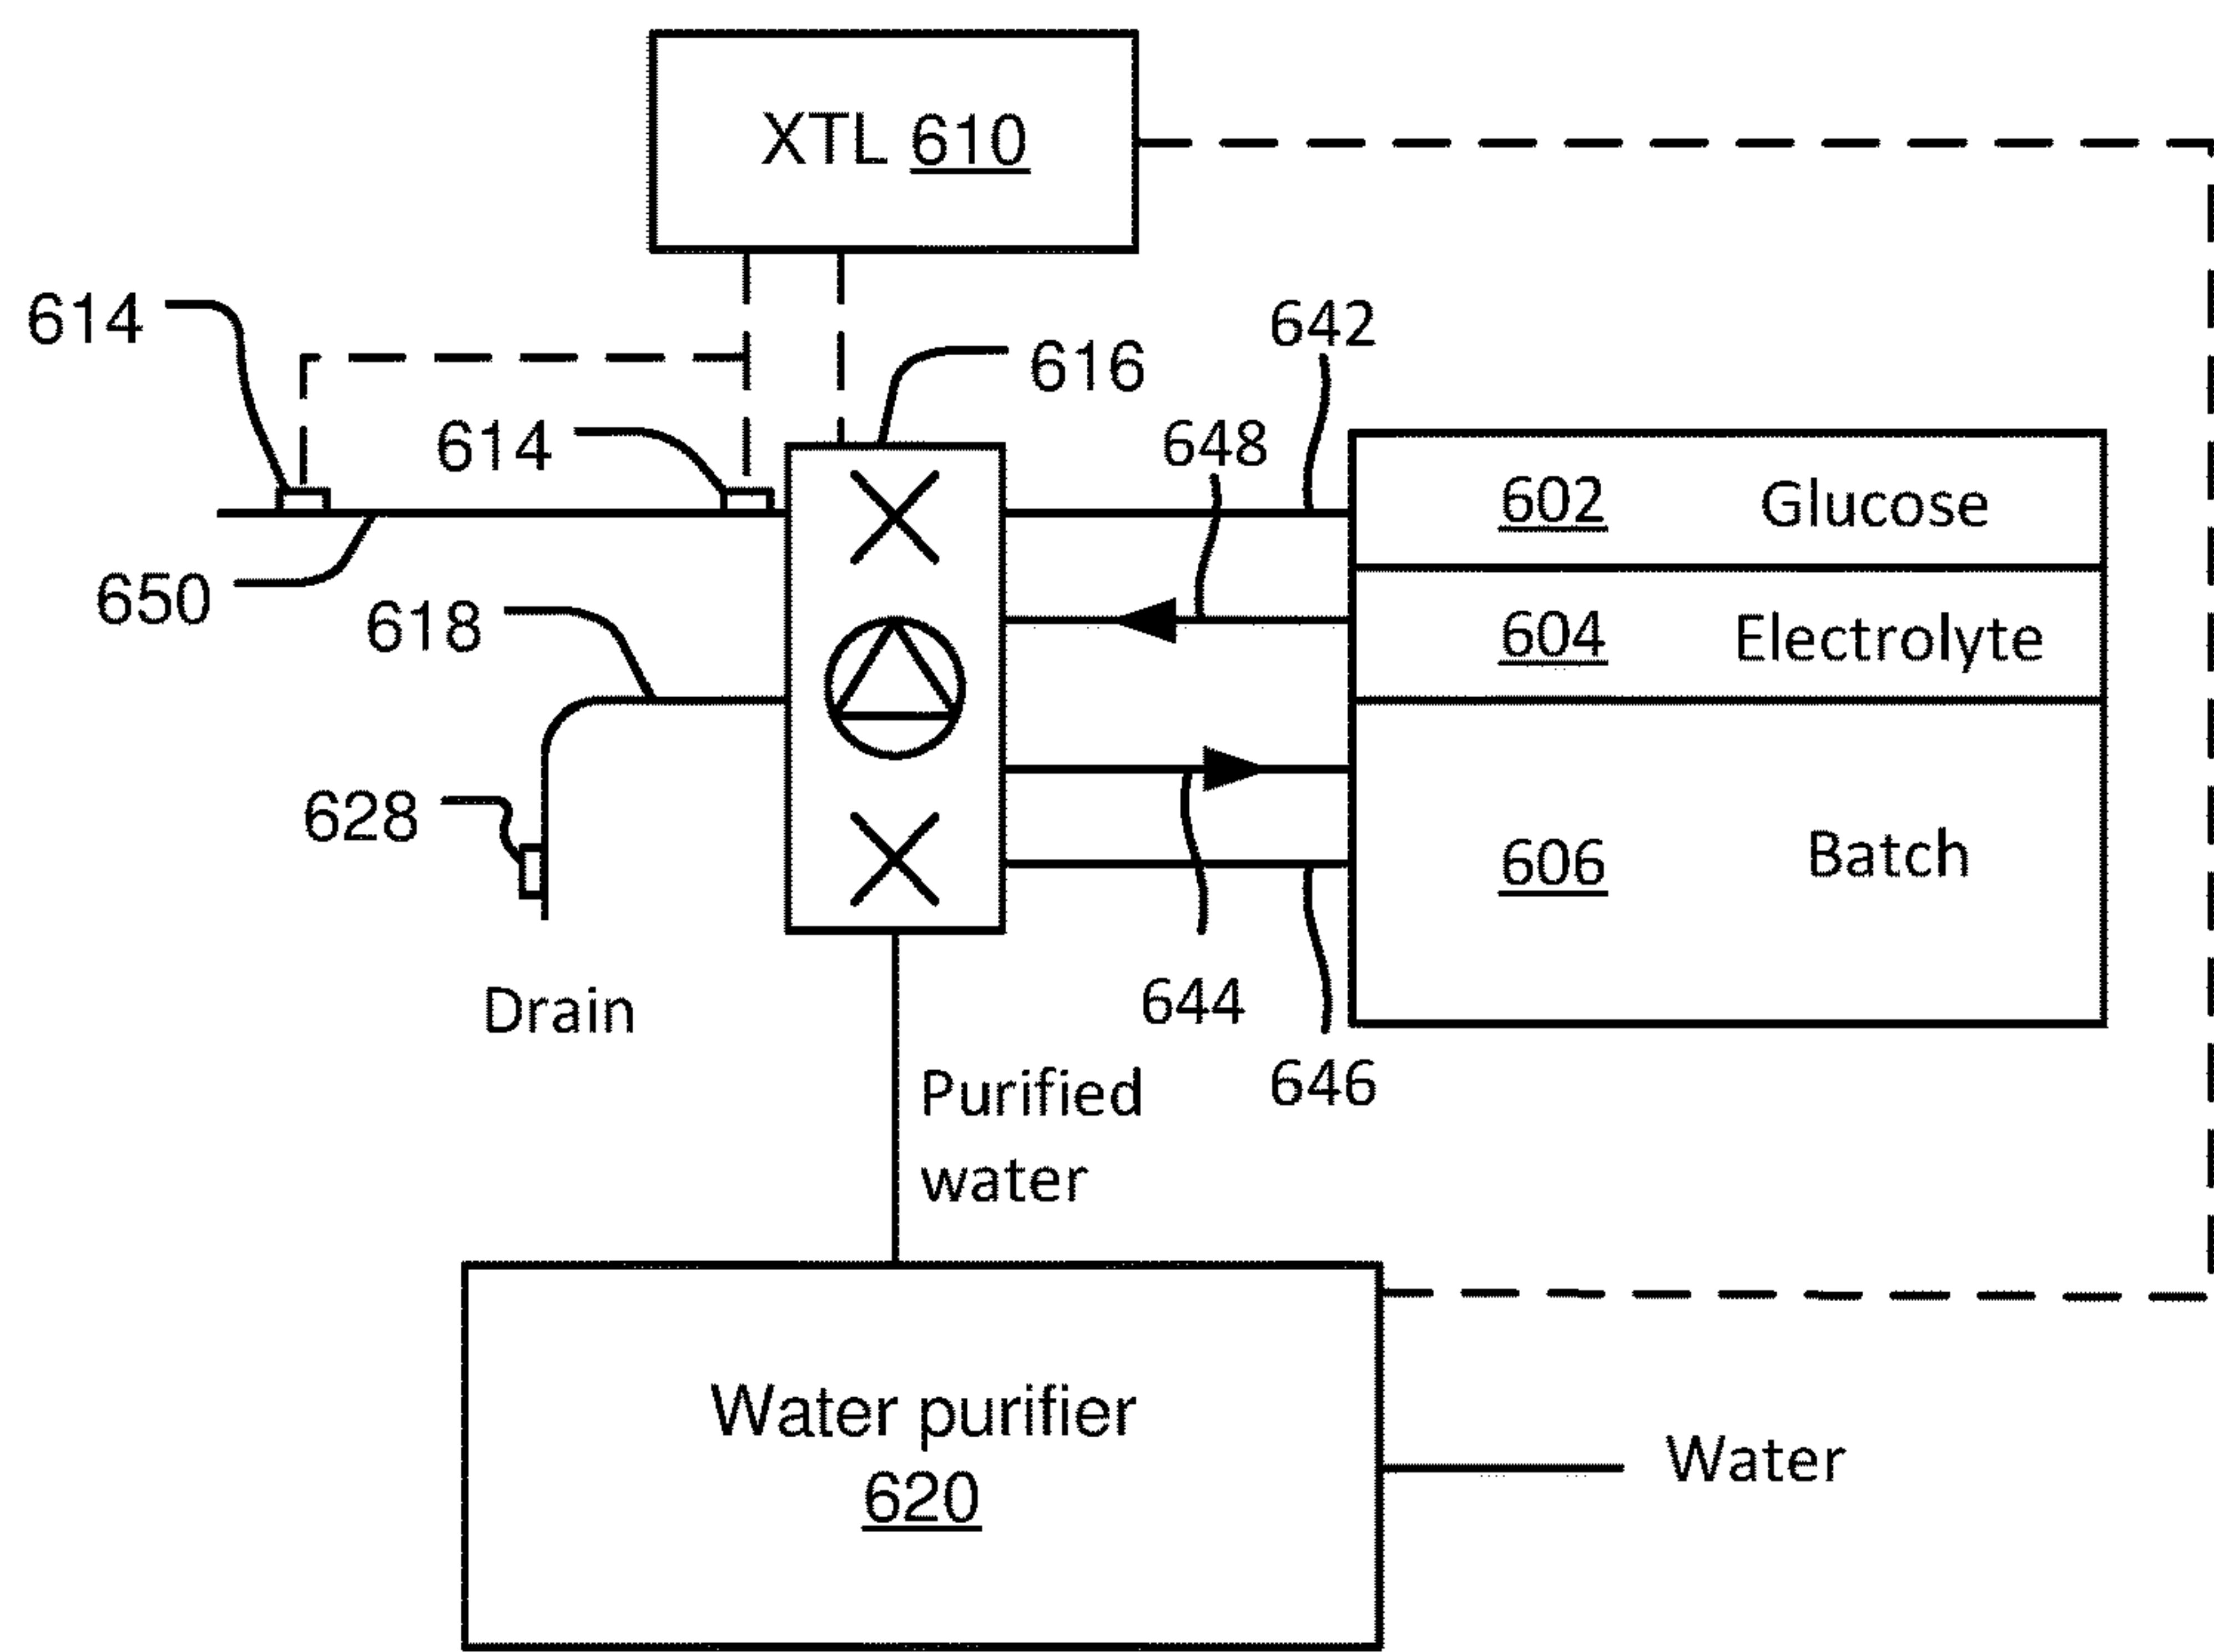 XTL 610
614
642
616
614
648
602 Glucose
650
618
604 Electrolyte
628
606 Batch
Drain
644
646
Purified
water
Water purifier
620
Water